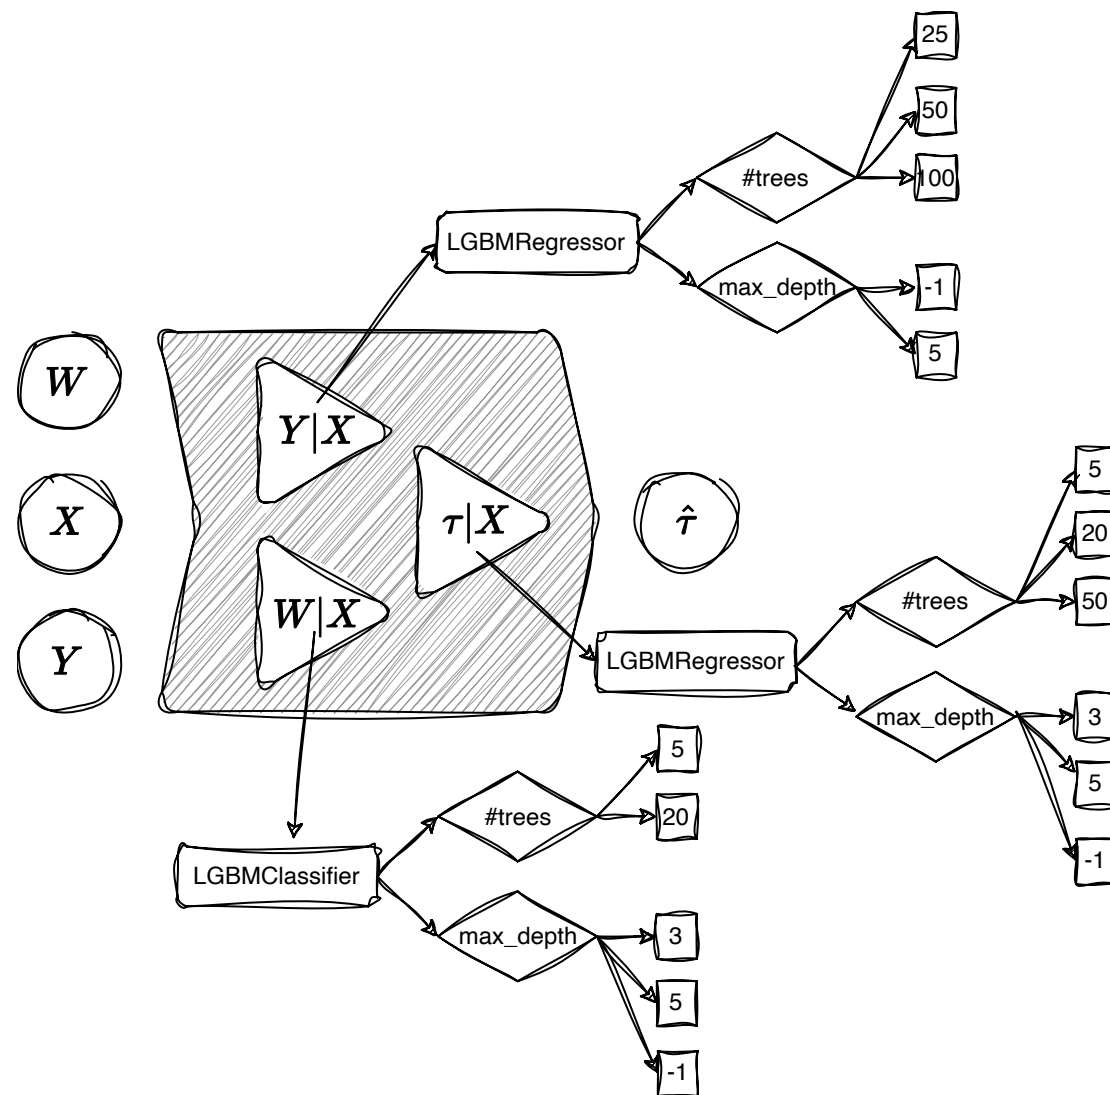 25
50
#trees
100
LGBMRegressor
max_depth
-1
5
W
Y|X
X
τ|X
τ̂
W|X
Y
5
20
#trees
50
LGBMRegressor
max_depth
3
5
-1
5
#trees
20
LGBMClassifier
max_depth
3
5
-1